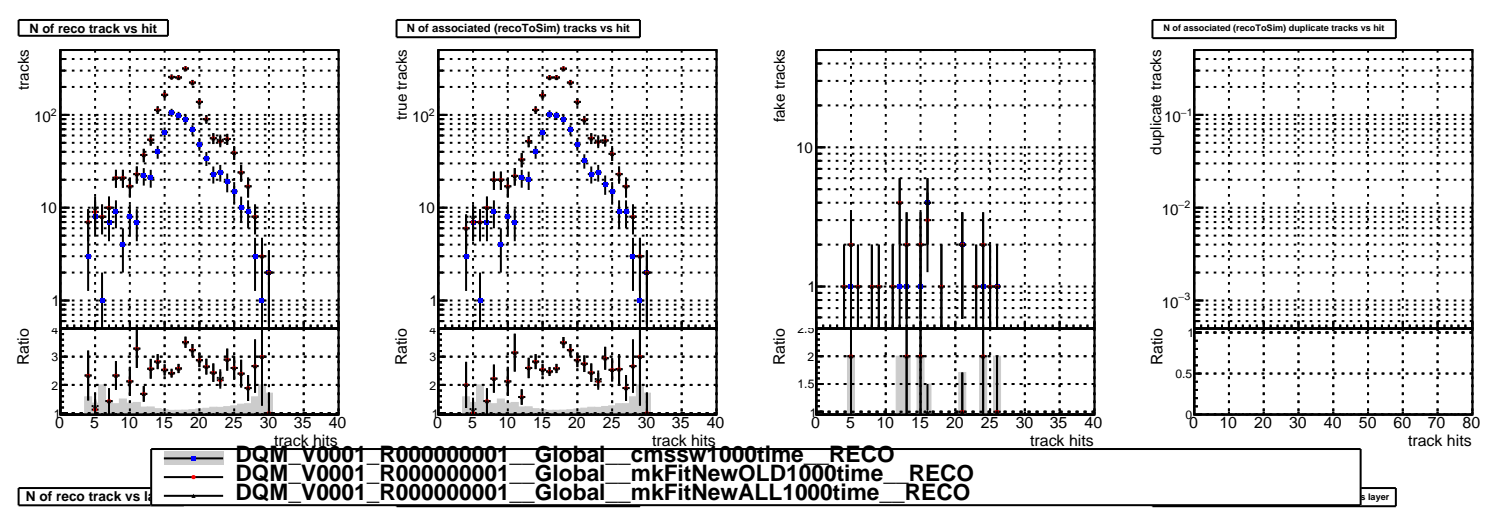 N of reco track vs hit
tracks
10²
10
1
Ratio
4
3
2
1
0 5 10 15 20 25 30 35 40
track hits
N of associated (recoToSim) tracks vs hit
true tracks
10²
10
1
Ratio
4
3
2
1
0 5 10 15 20 25 30 35 40
track hits
fake tracks
10
1
Ratio
2.5
2
1.5
1
0 5 10 15 20 25 30 35 40
track hits
N of associated (recoToSim) duplicate tracks vs hit
duplicate tracks
10⁻¹
10⁻²
10⁻³
Ratio
1
0.5
0
0 10 20 30 40 50 60 70 80
track hits
DQM_V0001_R000000001__Global__cmssw1000time__RECO
DQM_V0001_R000000001__Global__mkFitNewOLD1000time__RECO
DQM_V0001_R000000001__Global__mkFitNewALL1000time__RECO
N of reco track vs la
s layer